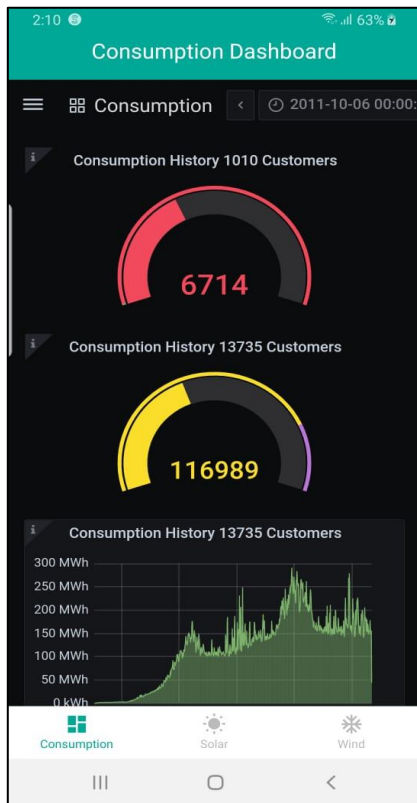 2:10 63%
Consumption Dashboard
Consumption < 2011-10-06 00:00:
i Consumption History 1010 Customers
6714
i Consumption History 13735 Customers
116989
i Consumption History 13735 Customers
300 MWh
250 MWh
200 MWh
150 MWh
100 MWh
50 MWh
0 kWh
Consumption Solar Wind